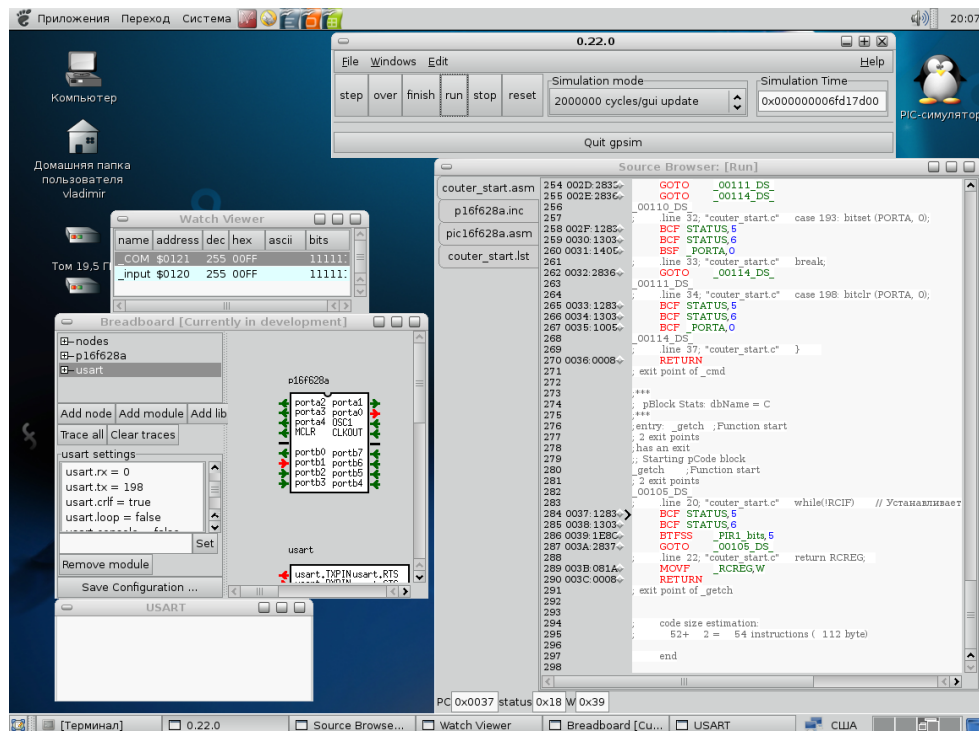 Приложения Переход Система 20:07
Компьютер
Домашняя папка
пользователя
vladimir
Том 19,5 Г
PIC-симулятор
0.22.0
File Windows Edit Help
step over finish run stop reset
Simulation mode
2000000 cycles/gui update
Simulation Time
0x000000006fd17d00
Quit gpsim
Watch Viewer
name address dec hex ascii bits
_COM $0121 255 00FF 11111
_input $0120 255 00FF 11111
Breadboard [Currently in development]
nodes
p16f628a
usart
Add node Add module Add lib
Trace all Clear traces
usart settings
usart.rx = 0
usart.tx = 198
usart.crlf = true
usart.loop = false
Set
Remove module
Save Configuration ...
p16f628a
porta2 porta1
porta3 porta0
porta4 OSC1
MCLR CLKOUT
portb0 portb7
portb1 portb6
portb2 portb5
portb3 portb4
usart
usart.TXPIN usart.RTS
USART
Source Browser: [Run]
couter_start.asm
p16f628a.inc
pic16f628a.asm
couter_start.lst
254 002D:283 GOTO _00111_DS_
255 002E:2836 GOTO _00114_DS_
256 _00110_DS_
257 ; .line 32; "couter_start.c" case 193: bitset (PORTA, 0);
258 002F:1283 BCF STATUS,5
259 0030:1303 BCF STATUS,6
260 0031:1405 BSF _PORTA,0
261 ; .line 33; "couter_start.c" break;
262 0032:2836 GOTO _00114_DS_
263 _00111_DS_
264 ; .line 34; "couter_start.c" case 198: bitclr (PORTA, 0);
265 0033:1283 BCF STATUS,5
266 0034:1303 BCF STATUS,6
267 0035:1005 BCF _PORTA,0
268 _00114_DS_
269 ; .line 37; "couter_start.c" }
270 0036:0008 RETURN
271 ; exit point of _cmd
272
273 ;***
274 ; pBlock Stats: dbName = C
275 ;***
276 ;entry: _getch ;Function start
277 ; 2 exit points
278 ;has an exit
279 ;; Starting pCode block
280 _getch ;Function start
281 ; 2 exit points
282 _00105_DS_
283 ; .line 20; "couter_start.c" while(!RCIF) // Устанавливает
284 0037:1283 BCF STATUS,5
285 0038:1303 BCF STATUS,6
286 0039:1E8C BTFSS _PIR1_bits,5
287 003A:2837 GOTO _00105_DS_
288 ; .line 22; "couter_start.c" return RCREG;
289 003B:081A MOVF _RCREG,W
290 003C:0008 RETURN
291 ; exit point of _getch
292
293
294 ; code size estimation:
295 ; 52+ 2 = 54 instructions ( 112 byte)
296
297 end
298
PC 0x0037 status 0x18 W 0x39
[Терминал] 0.22.0 Source Browse... Watch Viewer Breadboard [Cu... USART США